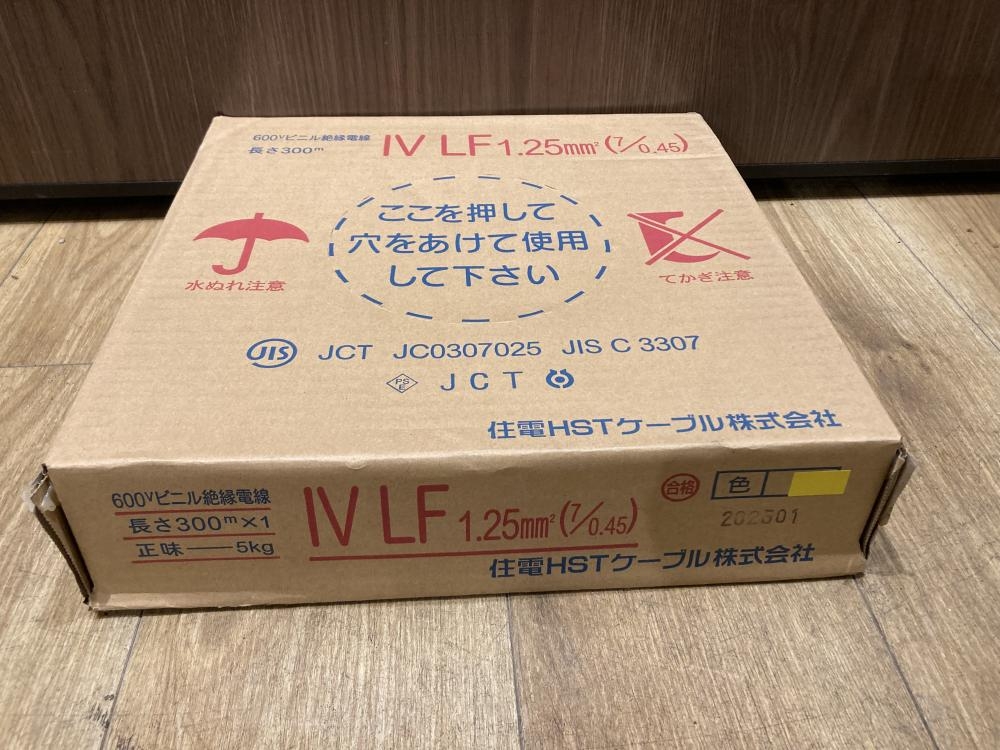 600Vビニル絶縁電線
長さ300m
IV LF 1.25mm² (7/0.45)
ここを押して
穴をあけて使用
して下さい
水ぬれ注意
てかぎ注意
JIS JCT JC0307025 JIS C 3307
PS E JCT
住電HSTケーブル株式会社
600Vビニル絶縁電線
長さ300m×1
正味——5kg
IV LF 1.25mm² (7/0.45)
合格
色
202301
住電HSTケーブル株式会社